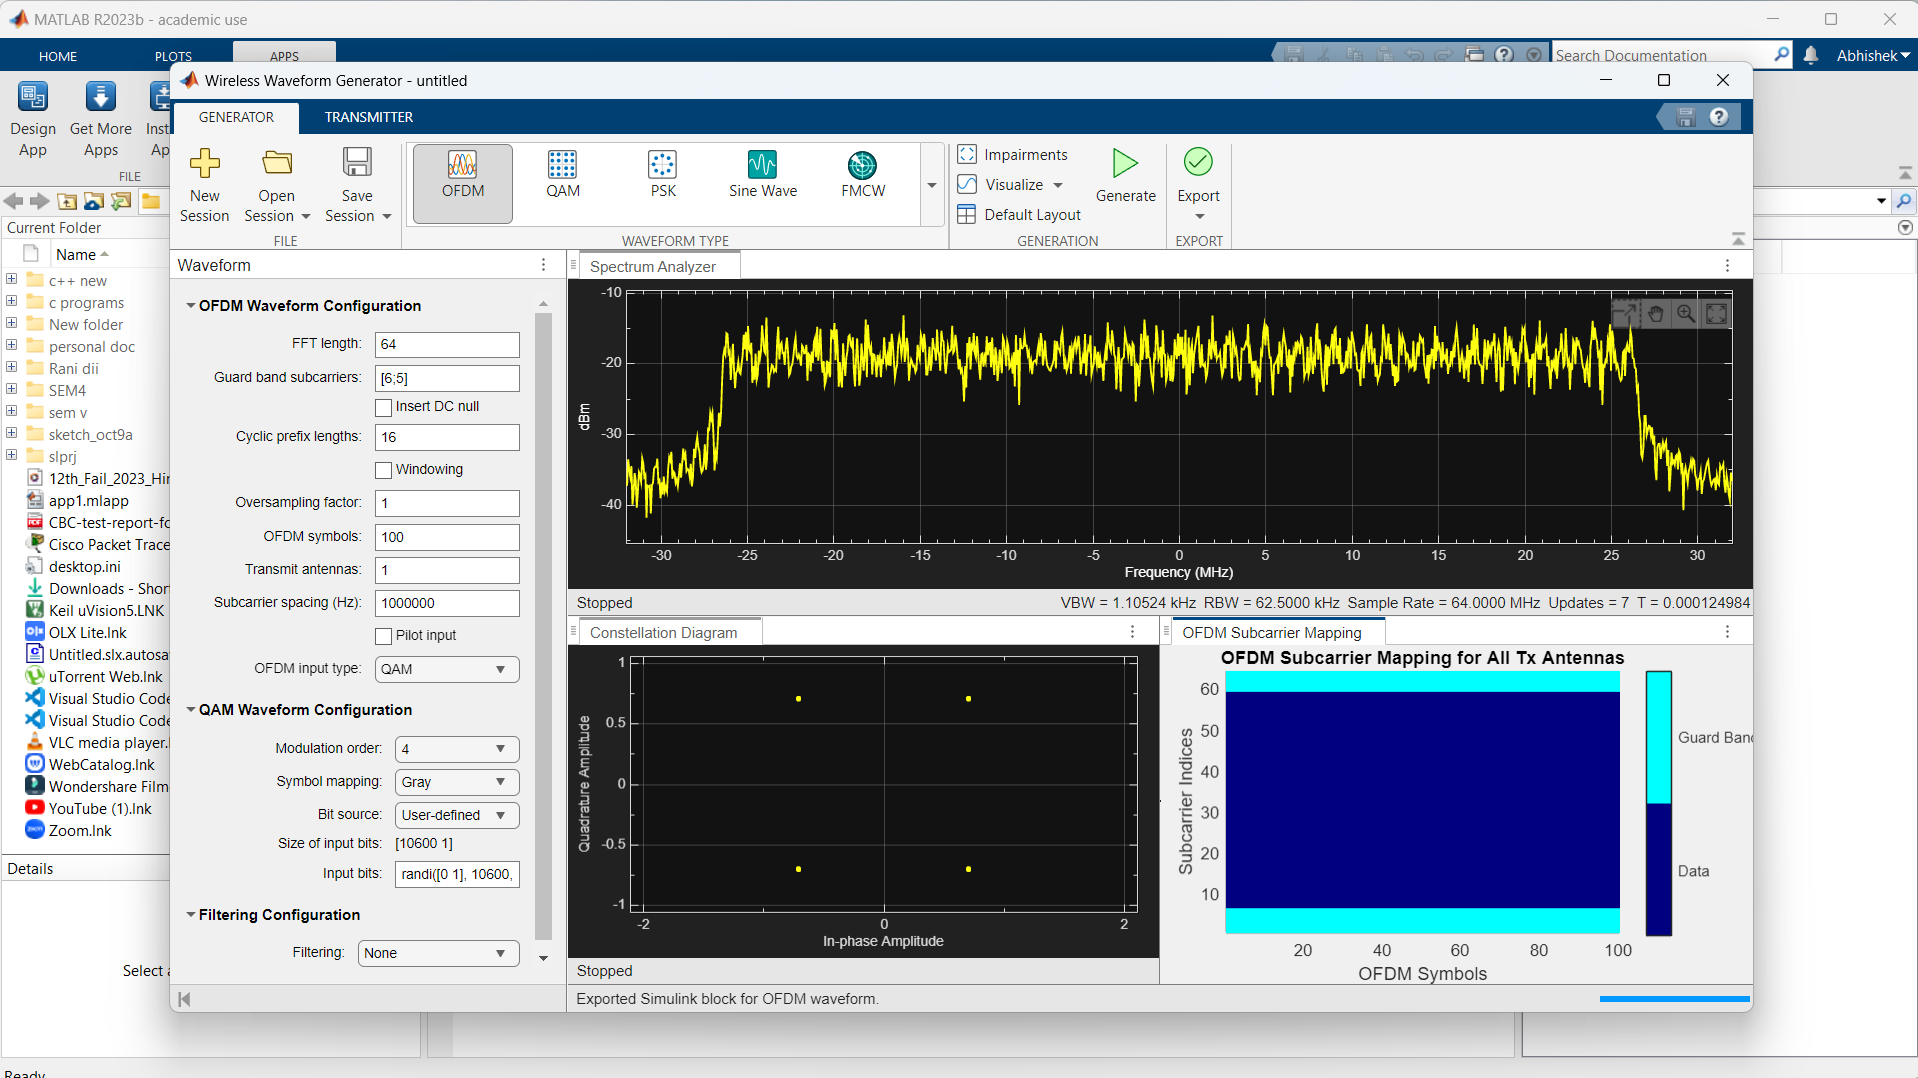 MATLAB R2023b - academic use
HOME
PLOTS
APPS
Search Documentation
Abhishek
Design App
Get More Apps
FILE
Current Folder
Name
c++ new
c programs
New folder
personal doc
Rani dii
SEM4
sem v
sketch_oct9a
slprj
12th_Fail_2023_Hir
app1.mlapp
CBC-test-report-fo
Cisco Packet Trace
desktop.ini
Downloads - Shor
Keil uVision5.LNK
OLX Lite.lnk
Untitled.slx.autosa
uTorrent Web.lnk
Visual Studio Code
Visual Studio Code
VLC media player.l
WebCatalog.lnk
Wondershare Film
YouTube (1).lnk
Zoom.lnk
Details
Select a
Ready
Wireless Waveform Generator - untitled
GENERATOR
TRANSMITTER
New Session
Open Session
Save Session
FILE
OFDM
QAM
PSK
Sine Wave
FMCW
WAVEFORM TYPE
Impairments
Visualize
Default Layout
Generate
GENERATION
Export
EXPORT
Waveform
OFDM Waveform Configuration
FFT length: 64
Guard band subcarriers: [6;5]
Insert DC null
Cyclic prefix lengths: 16
Windowing
Oversampling factor: 1
OFDM symbols: 100
Transmit antennas: 1
Subcarrier spacing (Hz): 1000000
Pilot input
OFDM input type: QAM
QAM Waveform Configuration
Modulation order: 4
Symbol mapping: Gray
Bit source: User-defined
Size of input bits: [10600 1]
Input bits: randi([0 1], 10600,
Filtering Configuration
Filtering: None
Spectrum Analyzer
-10
-20
-30
-40
dBm
-30 -25 -20 -15 -10 -5 0 5 10 15 20 25 30
Frequency (MHz)
Stopped
VBW = 1.10524 kHz RBW = 62.5000 kHz Sample Rate = 64.0000 MHz Updates = 7 T = 0.000124984
Constellation Diagram
1
0.5
0
-0.5
-1
Quadrature Amplitude
-2 0 2
In-phase Amplitude
Stopped
OFDM Subcarrier Mapping
OFDM Subcarrier Mapping for All Tx Antennas
60
50
40
30
20
10
Subcarrier Indices
20 40 60 80 100
OFDM Symbols
Guard Band
Data
Exported Simulink block for OFDM waveform.